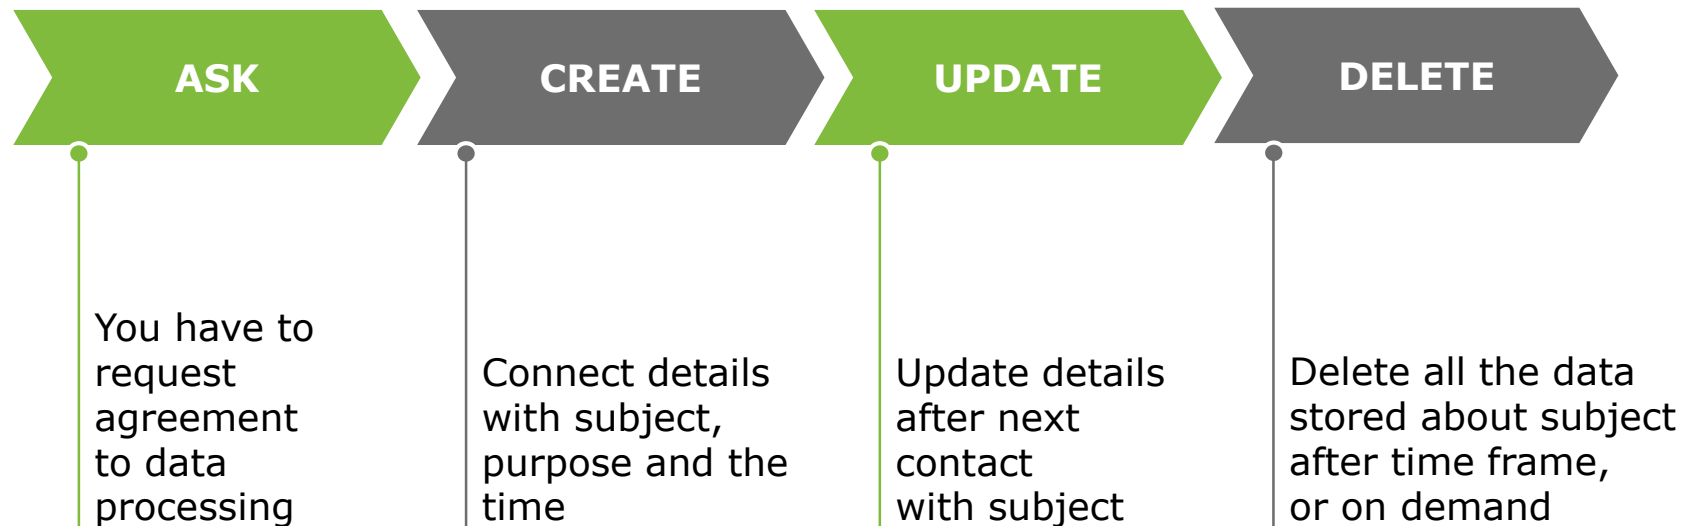 ASK
CREATE
UPDATE
DELETE
You have to
request
agreement
to data
processing
Connect details
with subject,
purpose and the
time
Update details
after next
contact
with subject
Delete all the data
stored about subject
after time frame,
or on demand